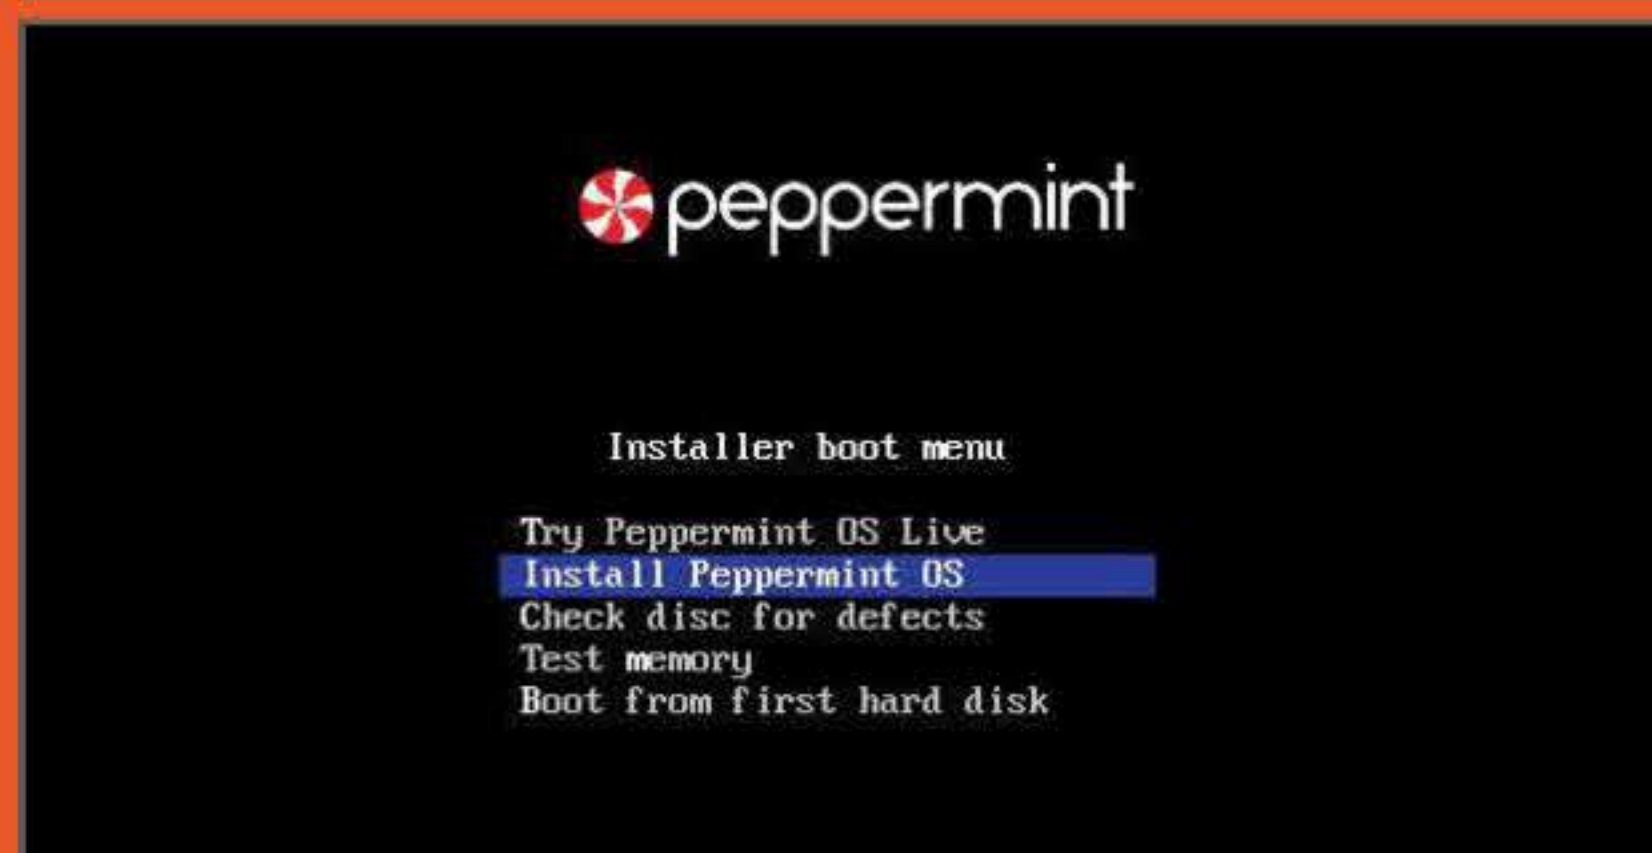 peppermint
Installer boot menu
Try Peppermint OS Live
Install Peppermint OS
Check disc for defects
Test memory
Boot from first hard disk